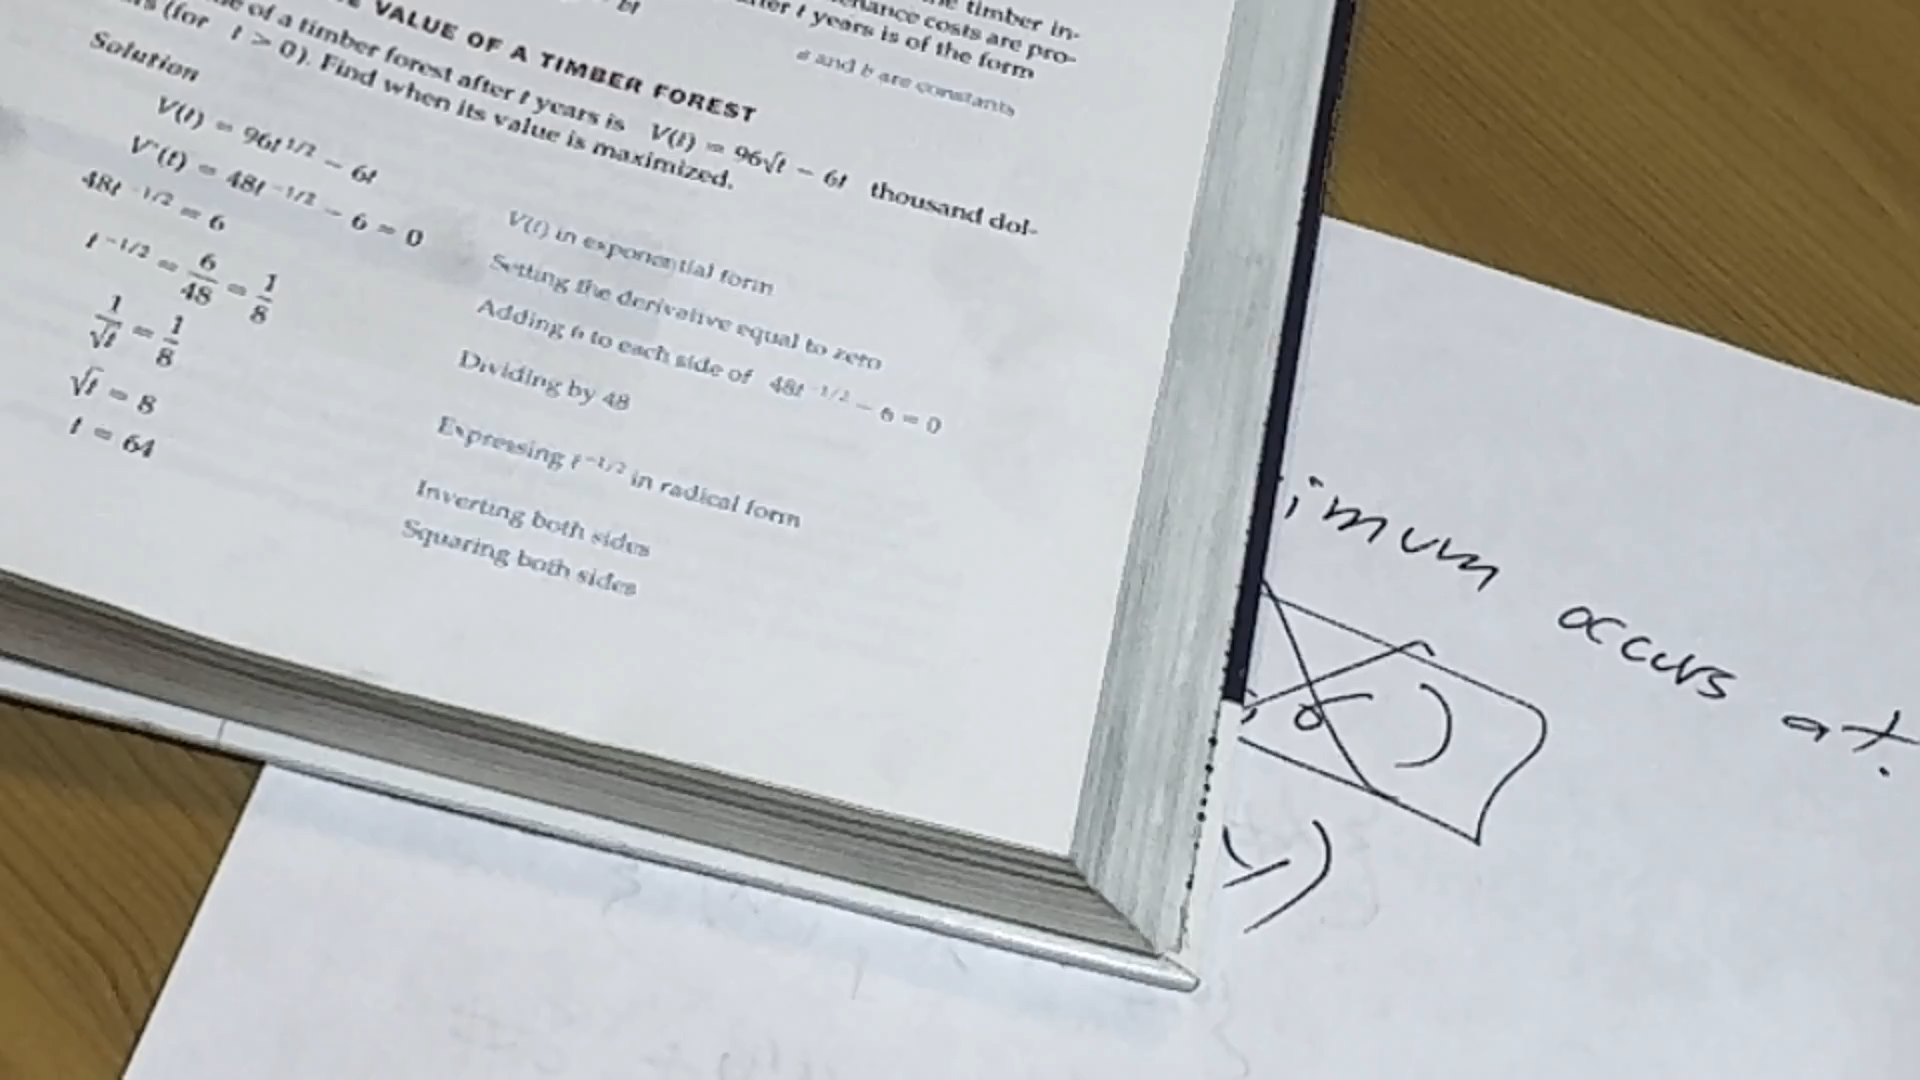 timber in-
costs are pro-
t years is of the form
a and b are constants
VALUE OF A TIMBER FOREST
of a timber forest after t years is V(t) = 96√t − 6t thousand dol-
(for t > 0). Find when its value is maximized.
Solution
V(t) = 96t^1/2 − 6t V(t) in exponential form
V'(t) = 48t^−1/2 − 6 = 0 Setting the derivative equal to zero
48t^−1/2 = 6 Adding 6 to each side of 48t^−1/2 − 6 = 0
t^−1/2 = 6/48 = 1/8 Dividing by 48
1/√t = 1/8 Expressing t^−1/2 in radical form
√t = 8 Inverting both sides
t = 64 Squaring both sides
imum occurs at.
y)